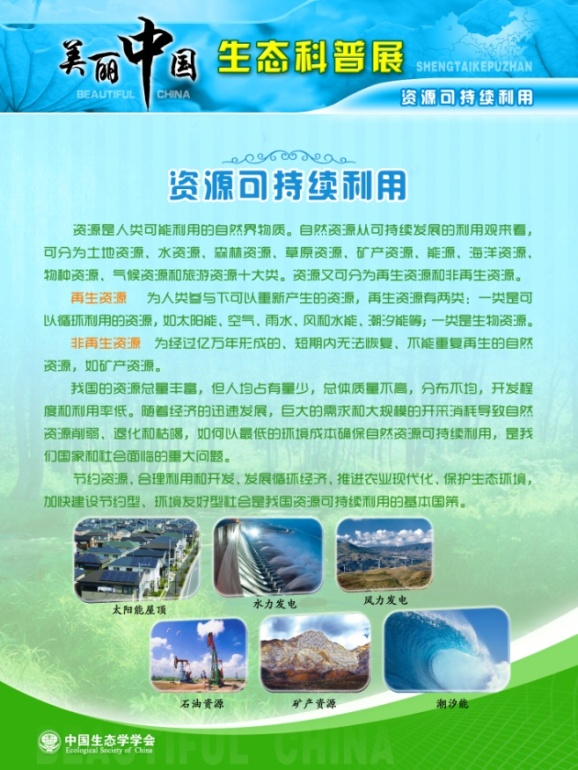 美丽中国
BEAUTIFUL CHINA
生态科普展
SHENGTAIKEPUZHAN
资源可持续利用
资源可持续利用
资源是人类可能利用的自然界物质。自然资源从可持续发展的利用观来看，
可分为土地资源、水资源、森林资源、草原资源、矿产资源、能源、海洋资源、
物种资源、气候资源和旅游资源十大类。资源又可分为再生资源和非再生资源。
再生资源 为人类参与下可以重新产生的资源，再生资源有两类：一类是可
以循环利用的资源，如太阳能、空气、雨水、风和水能、潮汐能等；一类是生物资源。
非再生资源 为经过亿万年形成的、短期内无法恢复、不能重复再生的自然
资源，如矿产资源。
我国的资源总量丰富，但人均占有量少，总体质量不高，分布不均，开发程
度和利用率低。随着经济的迅速发展，巨大的需求和大规模的开采消耗导致自然
资源削弱、退化和枯竭，如何以最低的环境成本确保自然资源可持续利用，是我
们国家和社会面临的重大问题。
节约资源、合理利用和开发、发展循环经济、推进农业现代化、保护生态环境，
加快建设节约型、环境友好型社会是我国资源可持续利用的基本国策。
太阳能屋顶
水力发电
风力发电
石油资源
矿产资源
潮汐能
中国生态学学会
Ecological Society of China
BEAUTIFUL CHINA